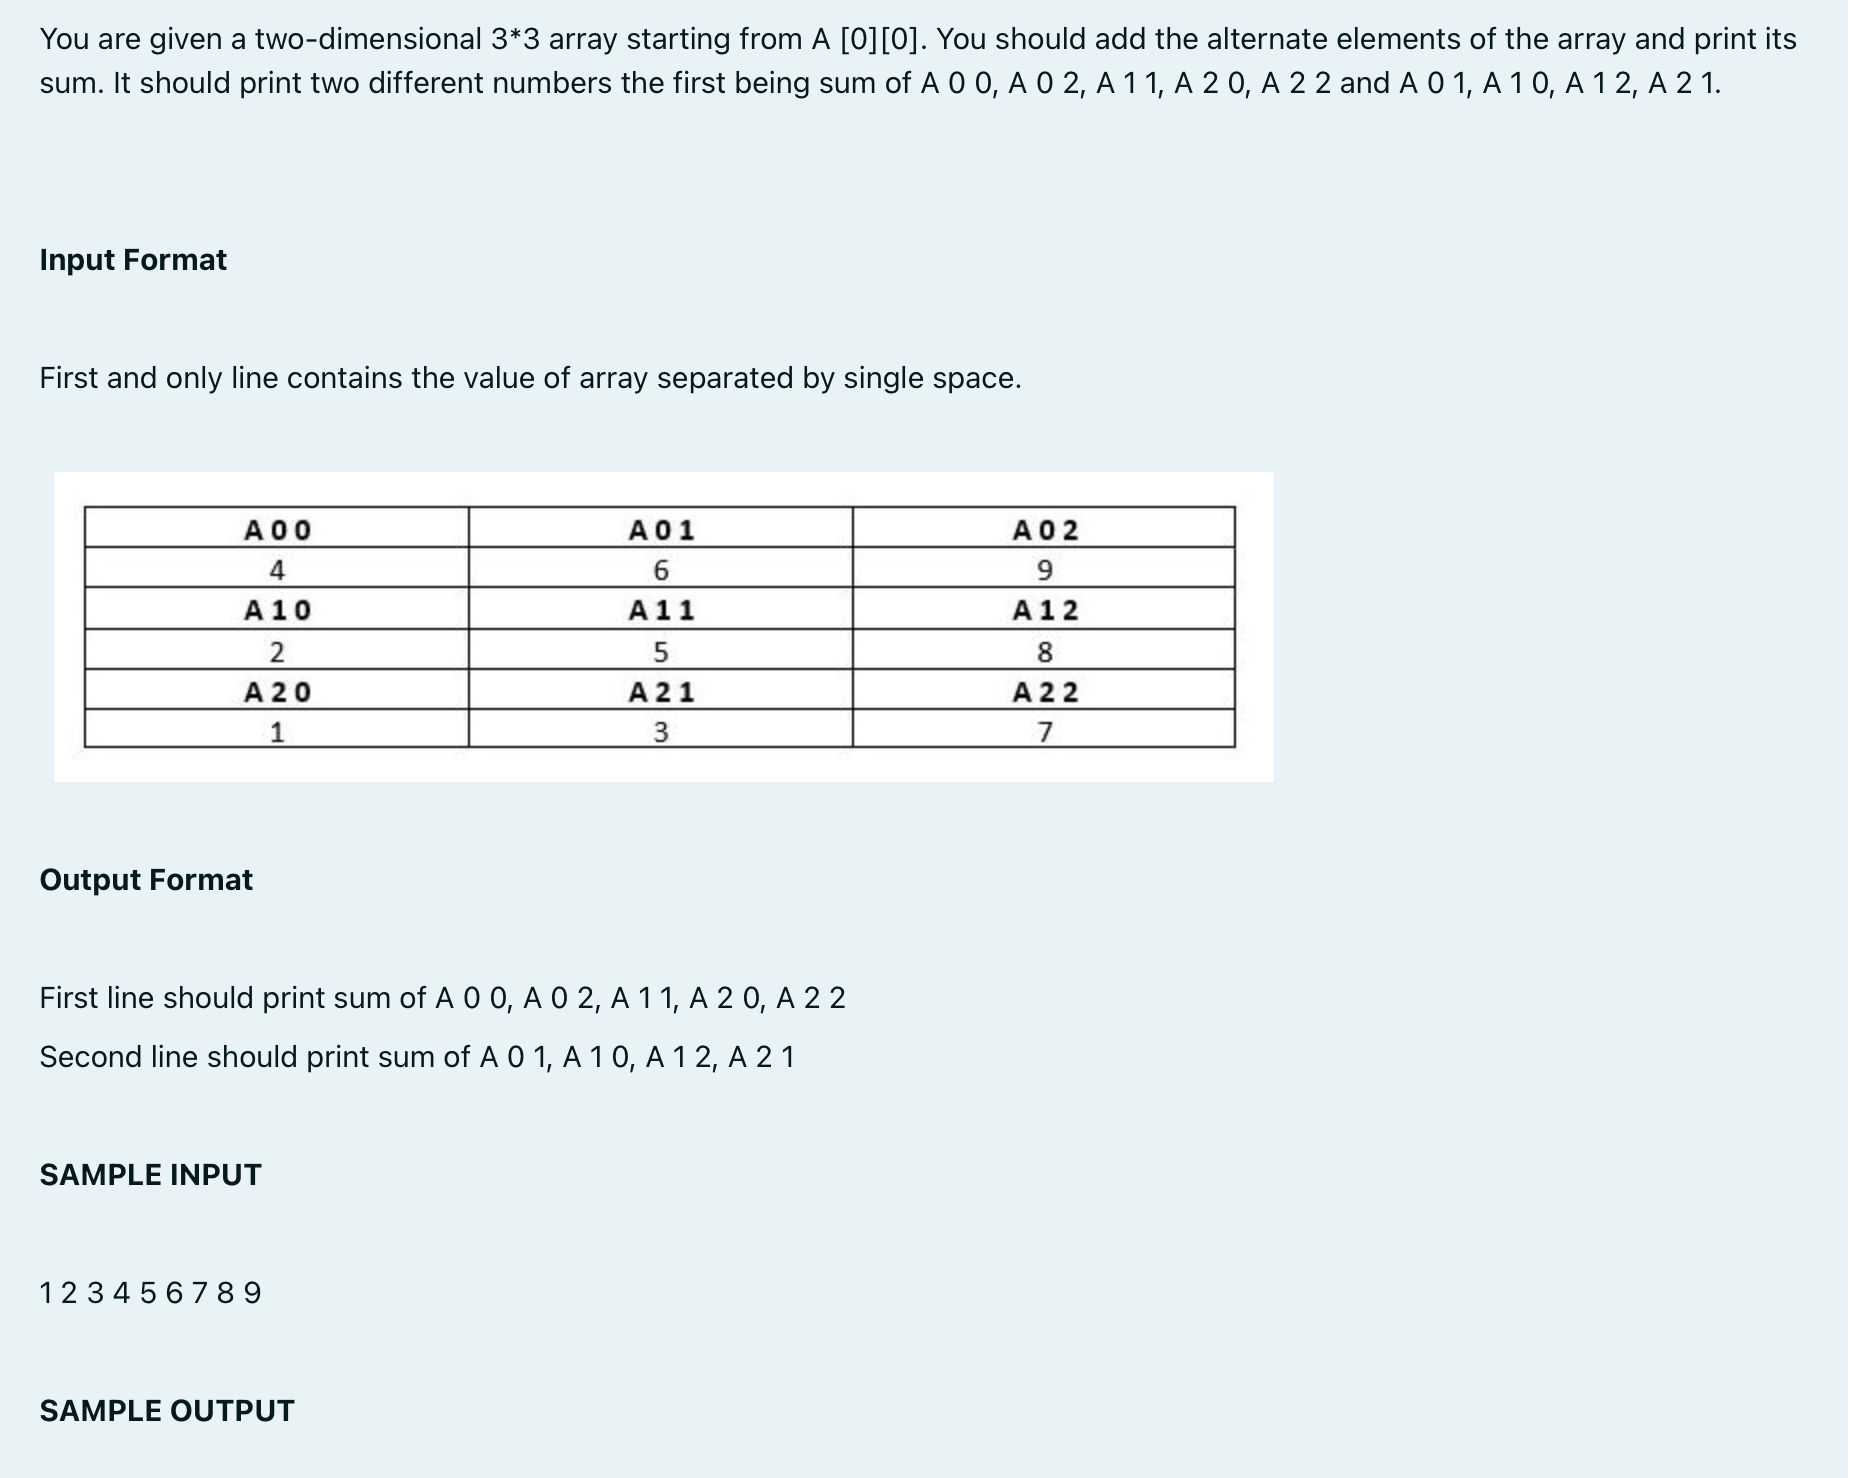 You are given a two-dimensional 3*3 array starting from A [0][0]. You should add the alternate elements of the array and print its
sum. It should print two different numbers the first being sum of A 0 0, A 0 2, A 1 1, A 2 0, A 2 2 and A 0 1, A 1 0, A 1 2, A 2 1.
Input Format
First and only line contains the value of array separated by single space.
A 0 0 A 0 1 A 0 2
4 6 9
A 1 0 A 1 1 A 1 2
2 5 8
A 2 0 A 2 1 A 2 2
1 3 7
Output Format
First line should print sum of A 0 0, A 0 2, A 1 1, A 2 0, A 2 2
Second line should print sum of A 0 1, A 1 0, A 1 2, A 2 1
SAMPLE INPUT
1 2 3 4 5 6 7 8 9
SAMPLE OUTPUT